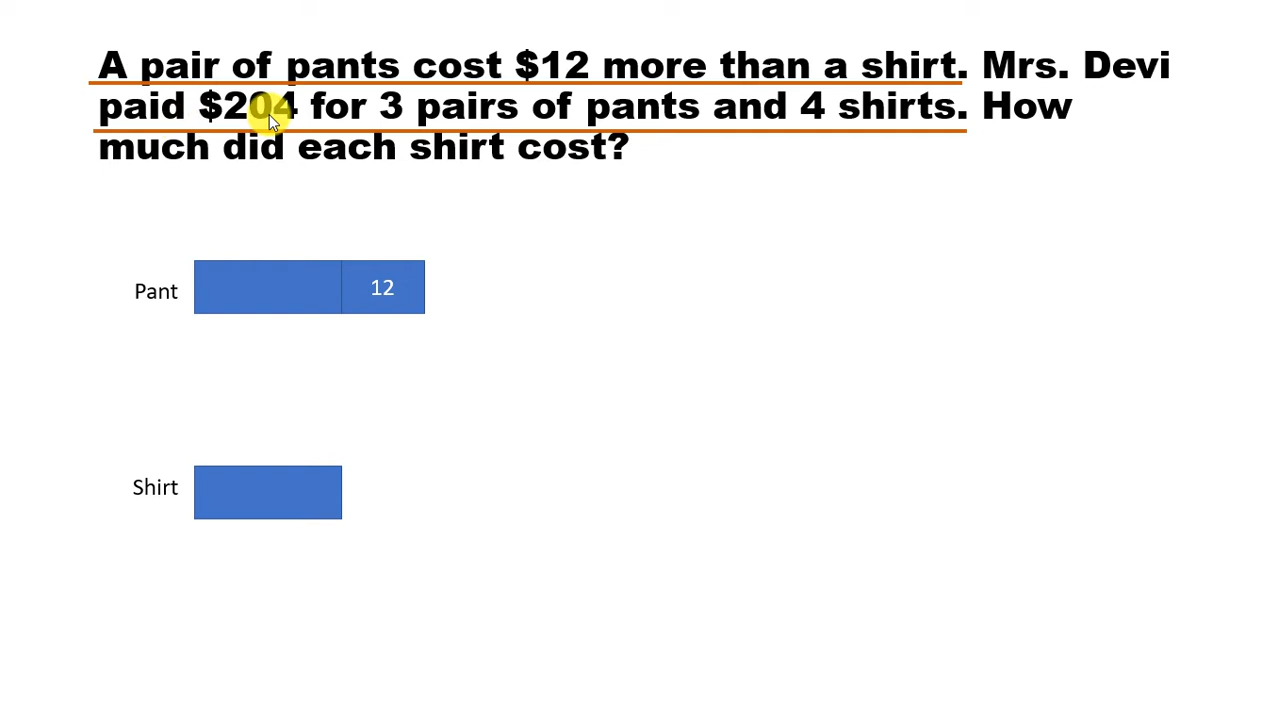 A pair of pants cost $12 more than a shirt. Mrs. Devi
paid $204 for 3 pairs of pants and 4 shirts. How
much did each shirt cost?
Pant
12
Shirt